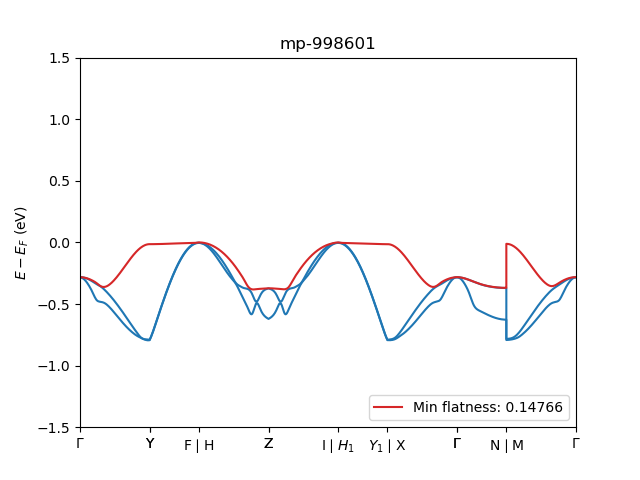 mp-998601
E − E_F (eV)
1.5
1.0
0.5
0.0
−0.5
−1.0
−1.5
Min flatness: 0.14766
Γ Y F | H Z I | H₁ Y₁ | X Γ N | M Γ